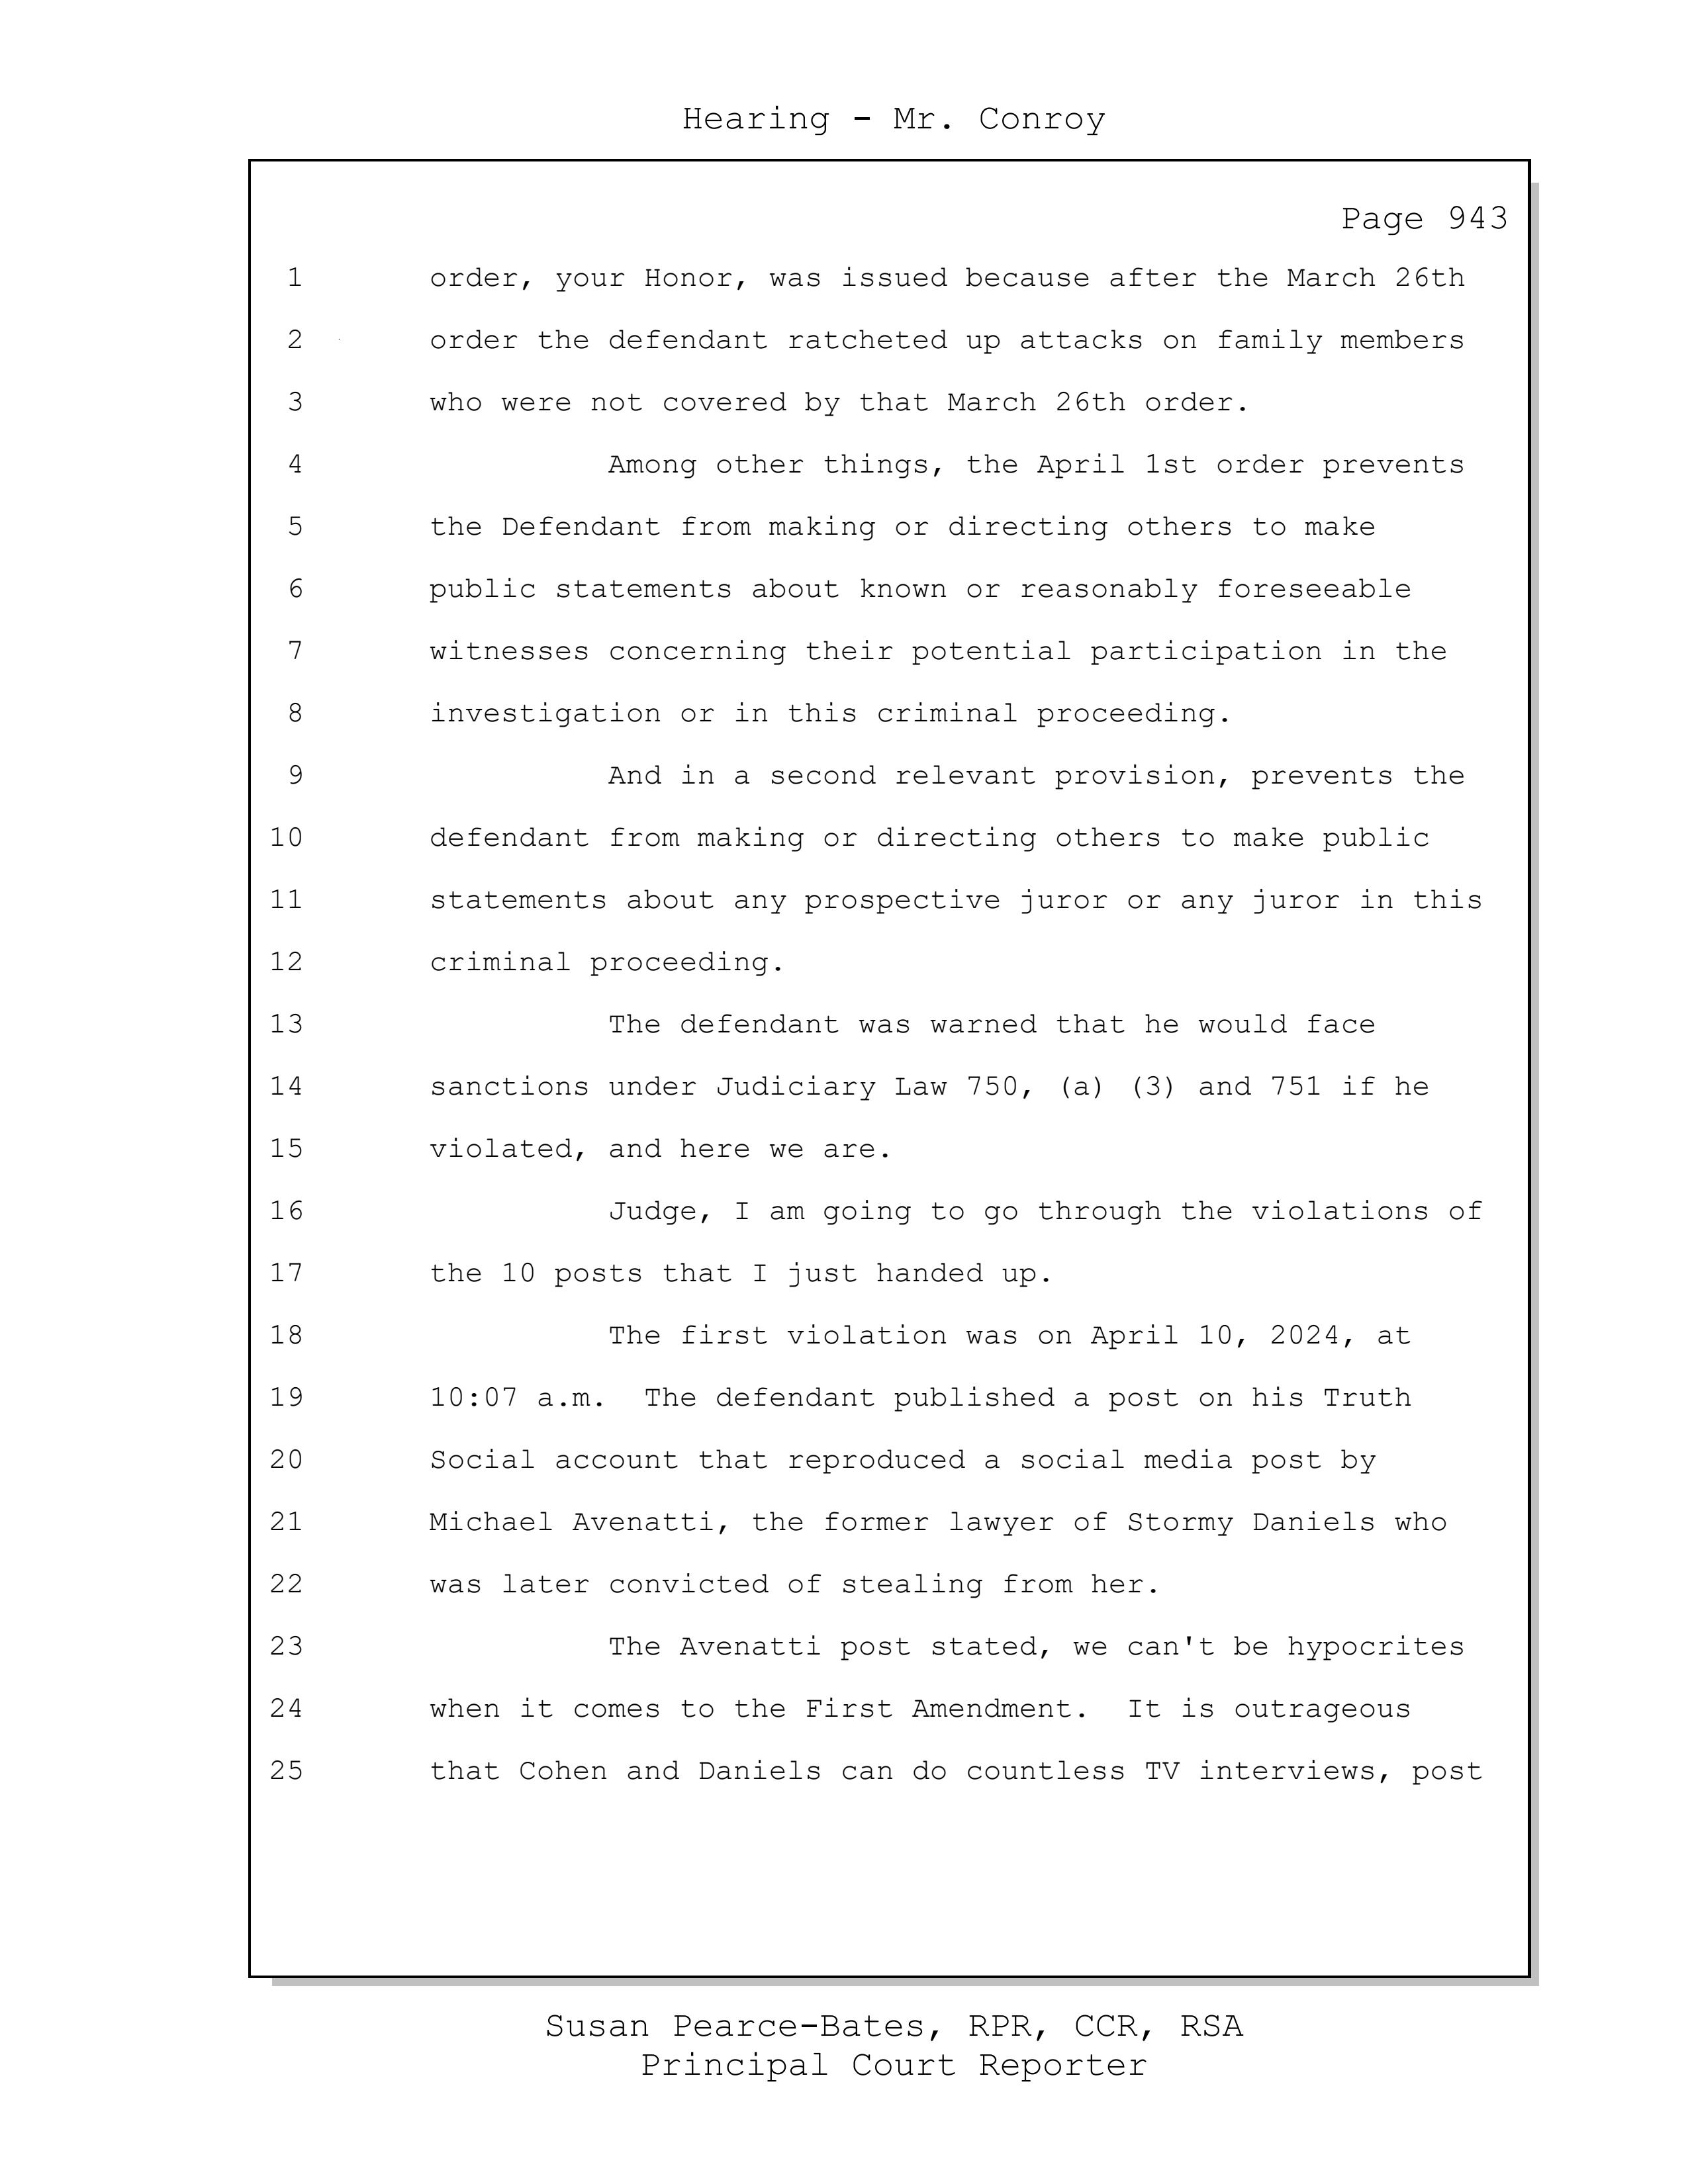 Hearing - Mr. Conroy
Page 943
1 order, your Honor, was issued because after the March 26th
2 order the defendant ratcheted up attacks on family members
3 who were not covered by that March 26th order.
4 Among other things, the April 1st order prevents
5 the Defendant from making or directing others to make
6 public statements about known or reasonably foreseeable
7 witnesses concerning their potential participation in the
8 investigation or in this criminal proceeding.
9 And in a second relevant provision, prevents the
10 defendant from making or directing others to make public
11 statements about any prospective juror or any juror in this
12 criminal proceeding.
13 The defendant was warned that he would face
14 sanctions under Judiciary Law 750, (a) (3) and 751 if he
15 violated, and here we are.
16 Judge, I am going to go through the violations of
17 the 10 posts that I just handed up.
18 The first violation was on April 10, 2024, at
19 10:07 a.m. The defendant published a post on his Truth
20 Social account that reproduced a social media post by
21 Michael Avenatti, the former lawyer of Stormy Daniels who
22 was later convicted of stealing from her.
23 The Avenatti post stated, we can't be hypocrites
24 when it comes to the First Amendment. It is outrageous
25 that Cohen and Daniels can do countless TV interviews, post
Susan Pearce-Bates, RPR, CCR, RSA
Principal Court Reporter